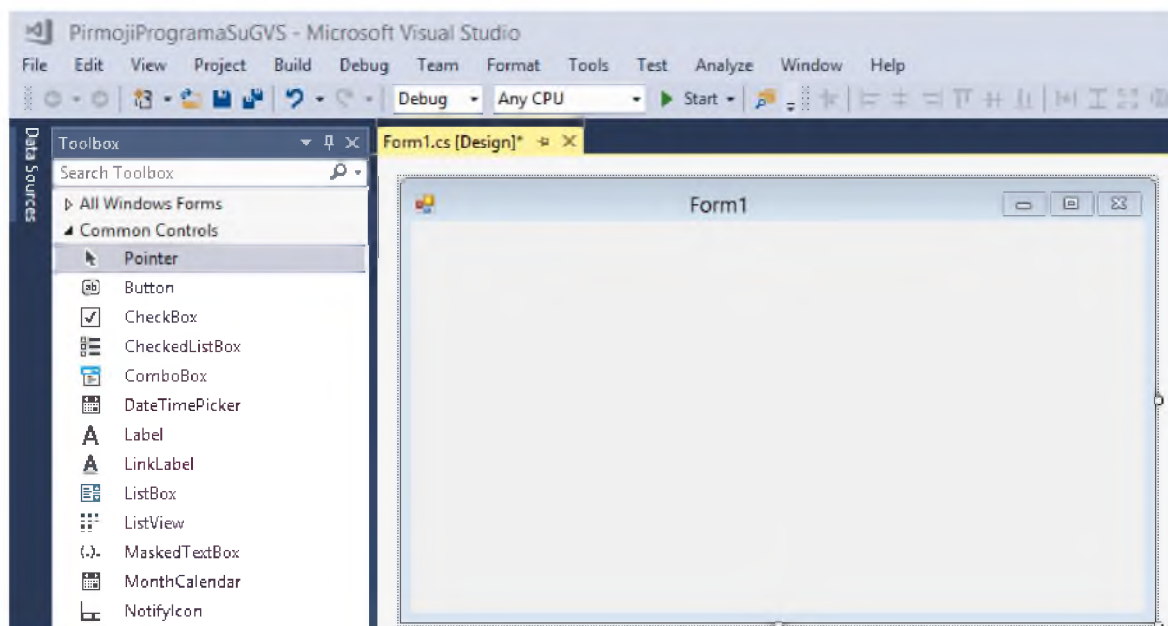 PirmojiProgramaSuGVS - Microsoft Visual Studio
File Edit View Project Build Debug Team Format Tools Test Analyze Window Help
Debug Any CPU Start
Data Sources
Toolbox
Form1.cs [Design]*
Search Toolbox
All Windows Forms
Form1
Common Controls
Pointer
ab Button
CheckBox
CheckedListBox
ComboBox
DateTimePicker
A Label
A LinkLabel
ListBox
ListView
(.). MaskedTextBox
MonthCalendar
NotifyIcon